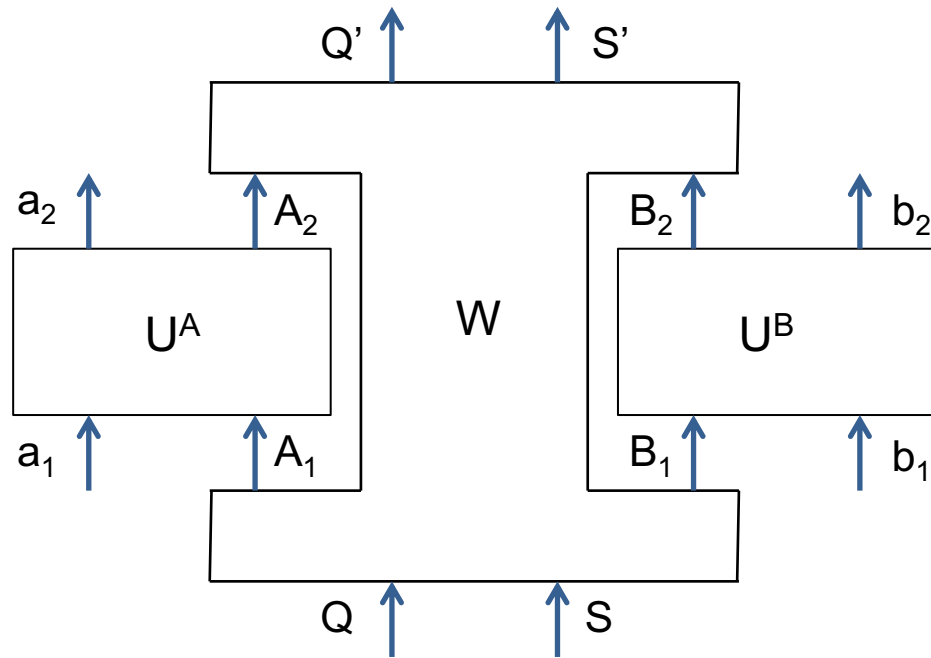 Q’ S’
a₂ A₂ B₂ b₂
Uᴬ W Uᴮ
a₁ A₁ B₁ b₁
Q S